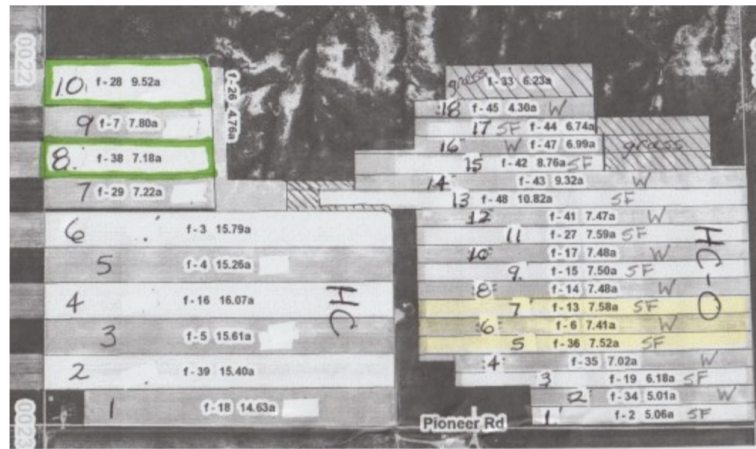 0022
10. f - 28 9.52a
f - 26 4.76a
9 f - 7 7.80a
8. f - 38 7.18a
7 f - 29 7.22a
6 f - 3 15.79a
5 f - 4 15.26a
4 f - 16 16.07a
3 f - 5 15.61a
2 f - 39 15.40a
1 f - 18 14.63a
HC
0023
grass f - 33 6.23a
18 f - 45 4.30a W
17 SF f - 44 6.74a
16 W f - 47 6.99a
grass
15 f - 42 8.76a SF
14 f - 43 9.32a W
13 f - 48 10.82a SF
12 f - 41 7.47a W
11 f - 27 7.59a SF
10 f - 17 7.48a W
9. f - 15 7.50a SF
8 f - 14 7.48a W
7 f - 13 7.58a SF
6 f - 6 7.41a W
5 f - 36 7.52a SF
4 f - 35 7.02a W
3 f - 19 6.18a SF
2 f - 34 5.01a W
1. f - 2 5.06a SF
HC-O
Pioneer Rd